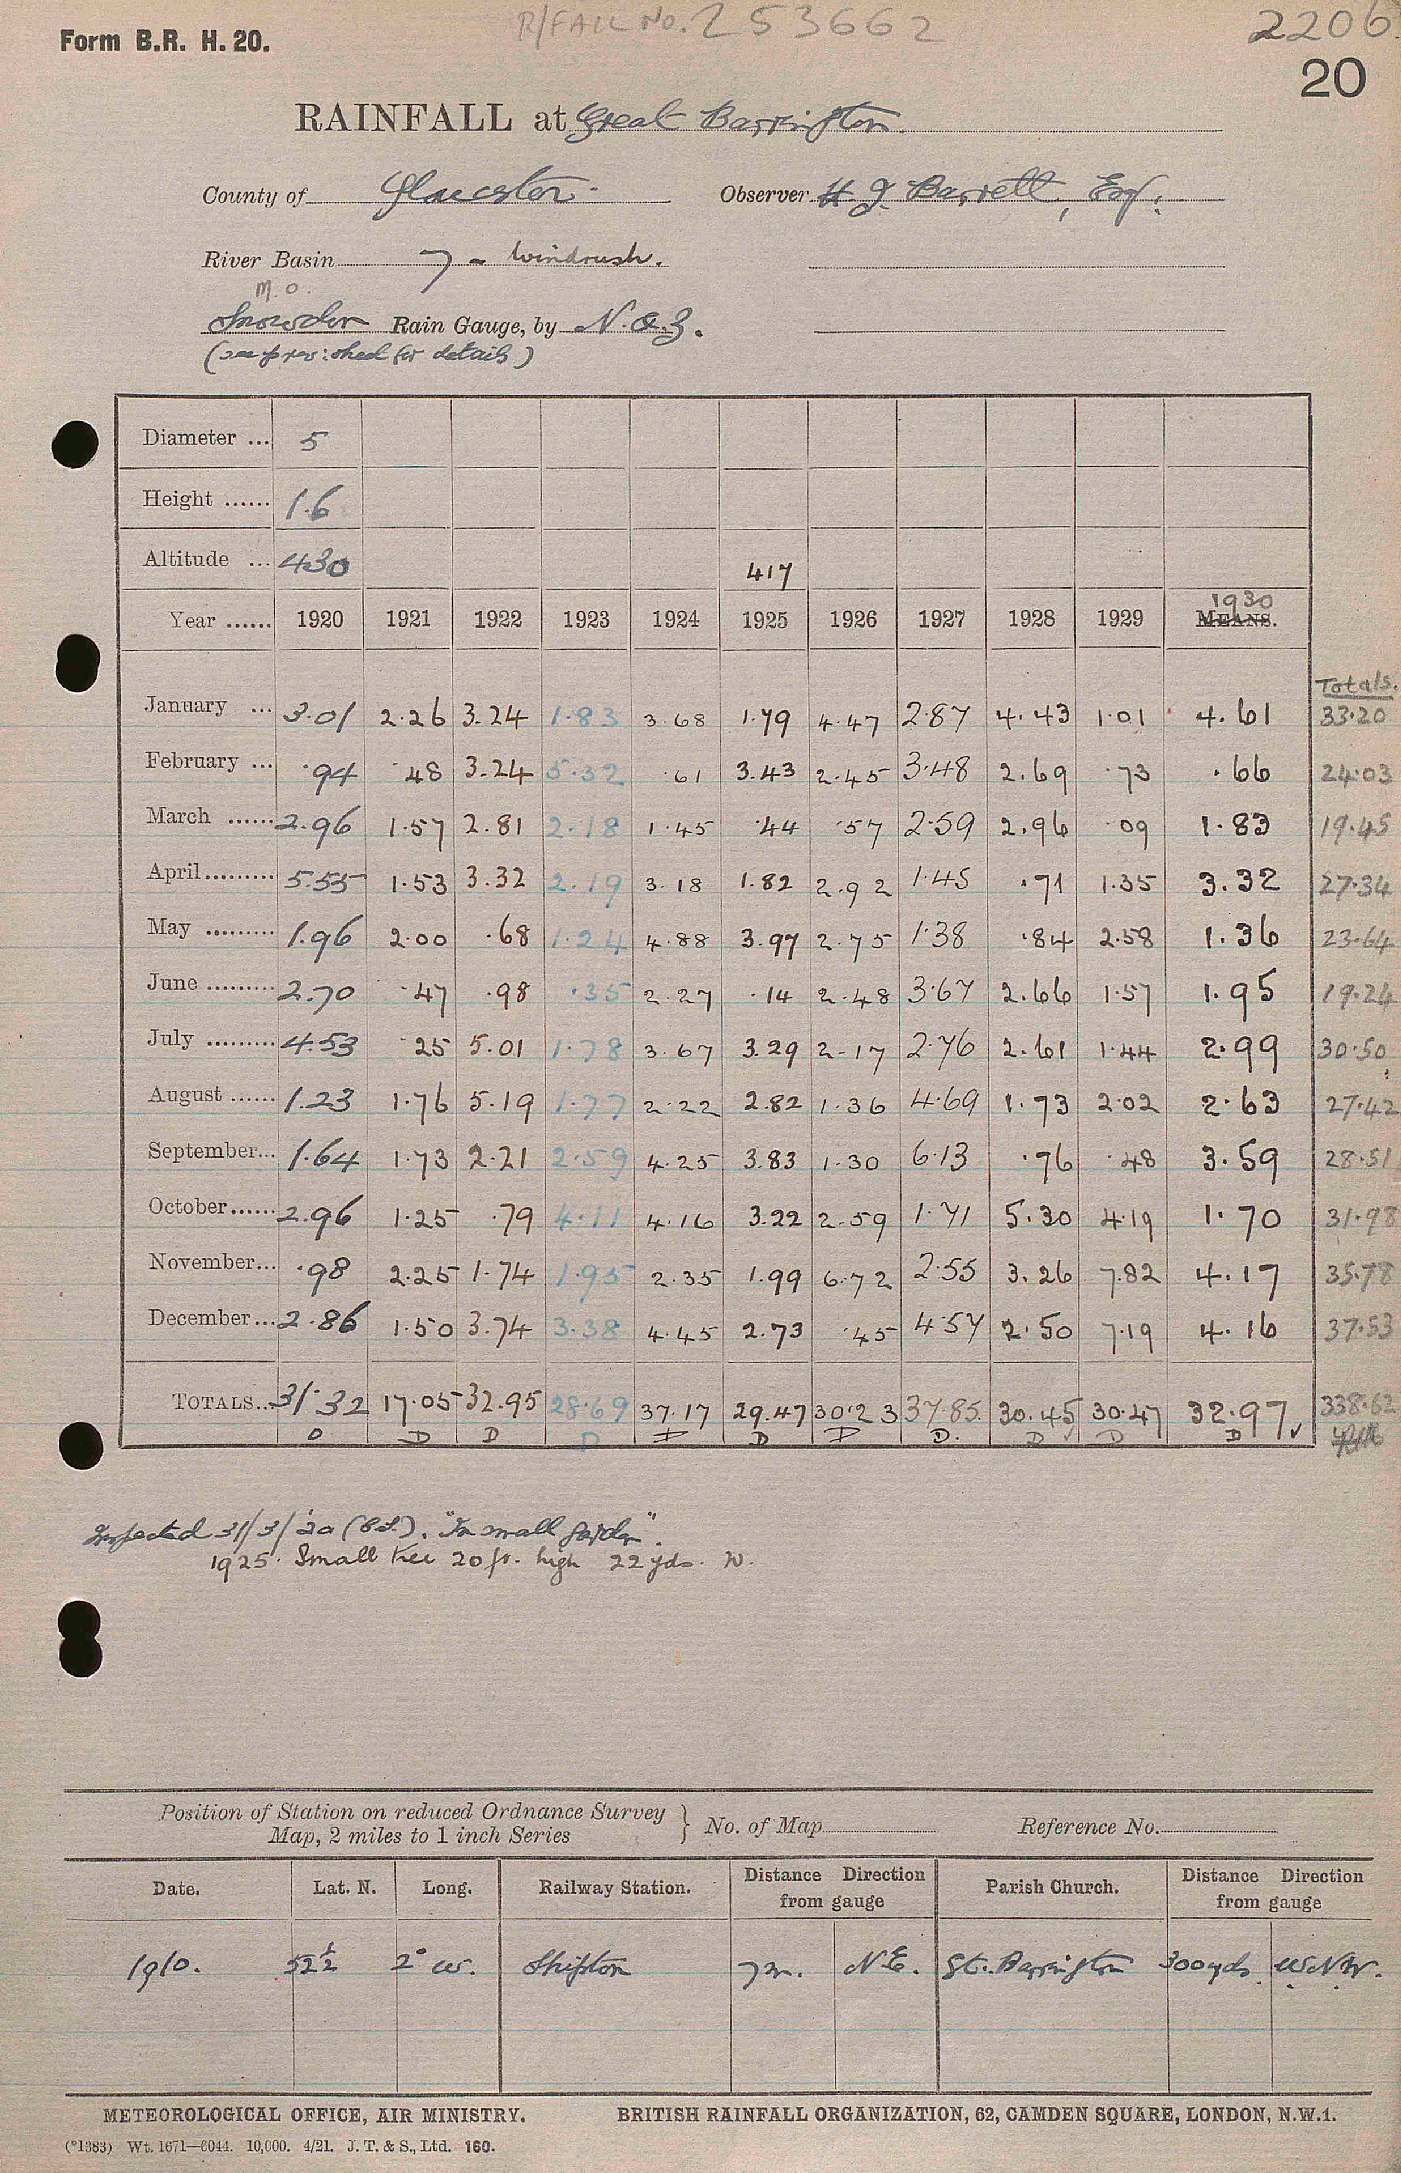 R/FALL No. 253662
2206
Form B.R. H. 20.
20
RAINFALL at Great Barrington.
County of Gloucester. Observer H. J. Barrett, Esq.
River Basin 7 - Windrush.
M.O.
Snowdon Rain Gauge, by N. & Z.
(see prev: sheet for details)
Diameter ... 5
Height ...... 1.6
Altitude ... 430 417
1930
Year ...... 1920 1921 1922 1923 1924 1925 1926 1927 1928 1929 MEANS.
Totals.
January ... 3.01 2.26 3.24 1.83 3.68 1.79 4.47 2.87 4.43 1.01 4.61 33.20
February ... .94 .48 3.24 5.32 .61 3.43 2.45 3.48 2.69 .73 .66 24.03
March ...... 2.96 1.57 2.81 2.18 1.45 .44 .57 2.59 2.96 .09 1.83 19.45
April ......... 5.55 1.53 3.32 2.19 3.18 1.82 2.92 1.45 .71 1.35 3.32 27.34
May ......... 1.96 2.00 .68 1.24 4.88 3.97 2.75 1.38 .84 2.58 1.36 23.64
June ......... 2.70 .47 .98 .35 2.27 .14 2.48 3.67 2.66 1.57 1.95 19.24
July ......... 4.53 .25 5.01 1.78 3.67 3.29 2.17 2.76 2.61 1.44 2.99 30.50
August ...... 1.23 1.76 5.19 1.77 2.22 2.82 1.36 4.69 1.73 2.02 2.63 27.42
September... 1.64 1.73 2.21 2.59 4.25 3.83 1.30 6.13 .76 .48 3.59 28.51
October...... 2.96 1.25 .79 4.11 4.16 3.22 2.59 1.71 5.30 4.19 1.70 31.98
November... .98 2.25 1.74 1.95 2.35 1.99 6.72 2.55 3.26 7.82 4.17 35.78
December... 2.86 1.50 3.74 3.38 4.45 2.73 .45 4.57 2.50 7.19 4.16 37.53
TOTALS... 31.32 17.05 32.95 28.69 37.17 29.47 30.23 37.85 30.45 30.47 32.97 338.62
D D D D D D D D. D D D
Inspected 31/3/20 "In small garden".
1925. Small tree 20 ft. high 22 yds. N.
Position of Station on reduced Ordnance Survey
Map, 2 miles to 1 inch Series } No. of Map Reference No.
Date. Lat. N. Long. Railway Station. Distance Direction from gauge Parish Church. Distance Direction from gauge
1910. 52½ 2° W. Shipton 7 m. N.E. Gt. Barrington 300 yds. W.N.W.
METEOROLOGICAL OFFICE, AIR MINISTRY. BRITISH RAINFALL ORGANIZATION, 62, CAMDEN SQUARE, LONDON, N.W.1.
(*1383) Wt. 1671—6044. 10,000. 4/21. J. T. & S., Ltd. 160.